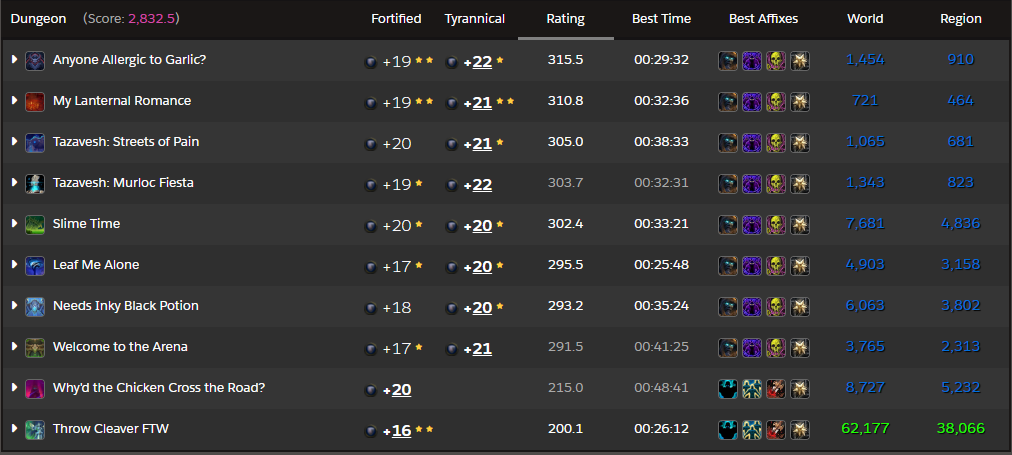 Dungeon (Score: 2,832.5) Fortified Tyrannical Rating Best Time Best Affixes World Region
Anyone Allergic to Garlic? +19 +22 315.5 00:29:32 1,454 910
My Lanternal Romance +19 +21 310.8 00:32:36 721 464
Tazavesh: Streets of Pain +20 +21 305.0 00:38:33 1,065 681
Tazavesh: Murloc Fiesta +19 +22 303.7 00:32:31 1,343 823
Slime Time +20 +20 302.4 00:33:21 7,681 4,836
Leaf Me Alone +17 +20 295.5 00:25:48 4,903 3,158
Needs Inky Black Potion +18 +20 293.2 00:35:24 6,063 3,802
Welcome to the Arena +17 +21 291.5 00:41:25 3,765 2,313
Why'd the Chicken Cross the Road? +20 215.0 00:48:41 8,727 5,232
Throw Cleaver FTW +16 200.1 00:26:12 62,177 38,066